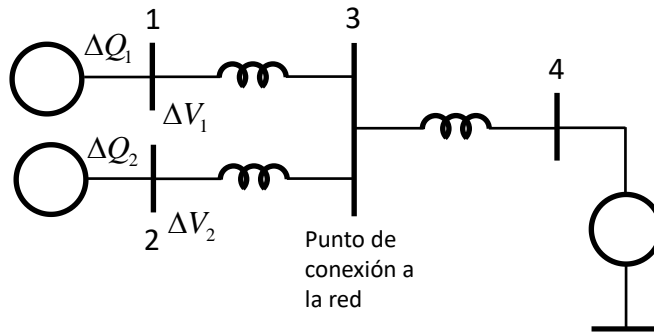 1
3
ΔQ₁
4
ΔV₁
ΔQ₂
2
ΔV₂
Punto de
conexión a
la red